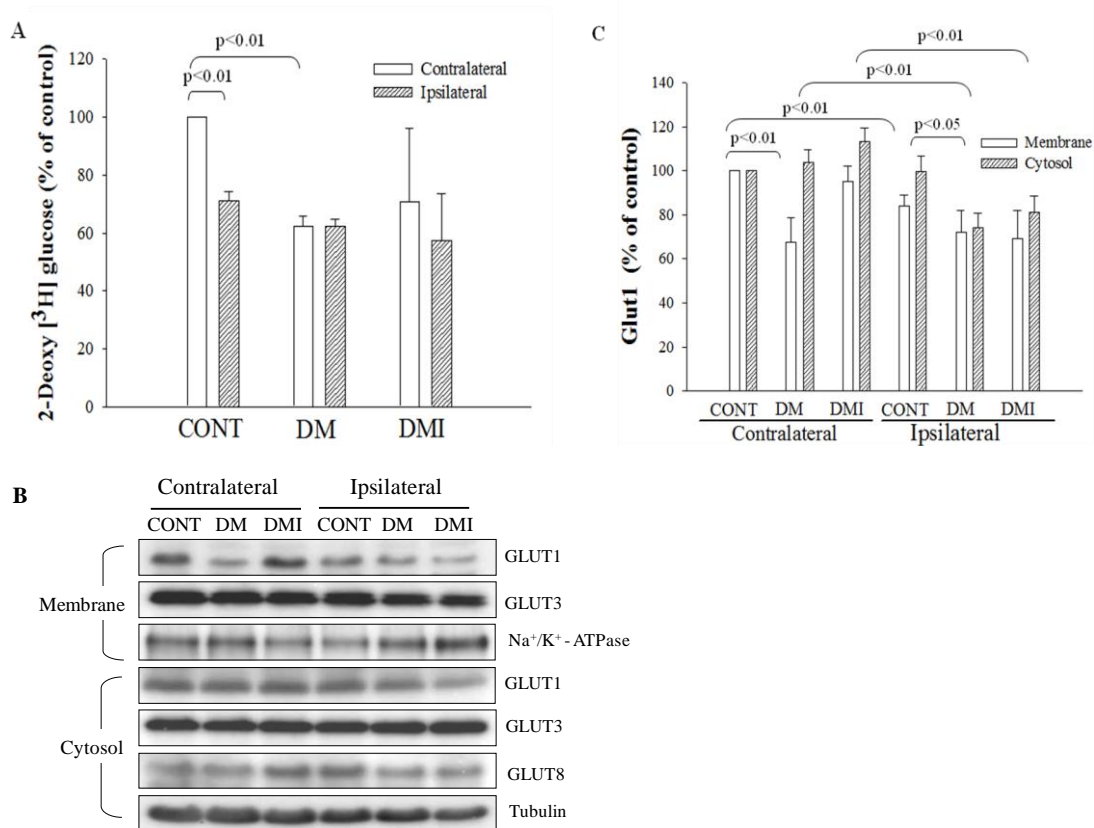 A
2-Deoxy [³H] glucose (% of control)
120
100
80
60
40
20
0
p<0.01
p<0.01
Contralateral
Ipsilateral
CONT DM DMI
C
Glut1 (% of control)
140
120
100
80
60
40
20
0
p<0.01
p<0.01
p<0.01
p<0.01
p<0.05
Membrane
Cytosol
CONT DM DMI CONT DM DMI
Contralateral Ipsilateral
B
Contralateral Ipsilateral
CONT DM DMI CONT DM DMI
Membrane
GLUT1
GLUT3
Na⁺/K⁺-ATPase
Cytosol
GLUT1
GLUT3
GLUT8
Tubulin